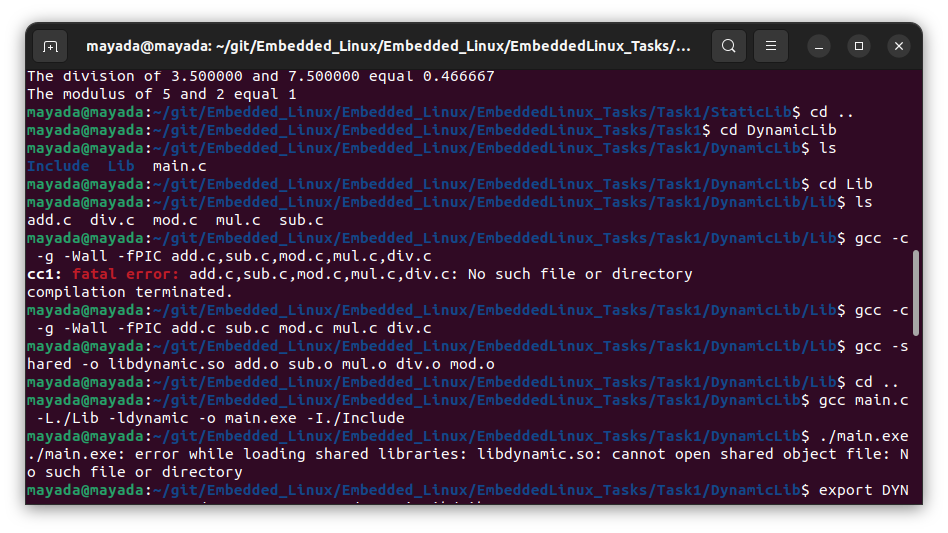 mayada@mayada: ~/git/Embedded_Linux/Embedded_Linux/EmbeddedLinux_Tasks/...
The division of 3.500000 and 7.500000 equal 0.466667
The modulus of 5 and 2 equal 1
mayada@mayada:~/git/Embedded_Linux/Embedded_Linux/EmbeddedLinux_Tasks/Task1/StaticLib$ cd ..
mayada@mayada:~/git/Embedded_Linux/Embedded_Linux/EmbeddedLinux_Tasks/Task1$ cd DynamicLib
mayada@mayada:~/git/Embedded_Linux/Embedded_Linux/EmbeddedLinux_Tasks/Task1/DynamicLib$ ls
Include  Lib  main.c
mayada@mayada:~/git/Embedded_Linux/Embedded_Linux/EmbeddedLinux_Tasks/Task1/DynamicLib$ cd Lib
mayada@mayada:~/git/Embedded_Linux/Embedded_Linux/EmbeddedLinux_Tasks/Task1/DynamicLib/Lib$ ls
add.c  div.c  mod.c  mul.c  sub.c
mayada@mayada:~/git/Embedded_Linux/Embedded_Linux/EmbeddedLinux_Tasks/Task1/DynamicLib/Lib$ gcc -c
 -g -Wall -fPIC add.c,sub.c,mod.c,mul.c,div.c
cc1: fatal error: add.c,sub.c,mod.c,mul.c,div.c: No such file or directory
compilation terminated.
mayada@mayada:~/git/Embedded_Linux/Embedded_Linux/EmbeddedLinux_Tasks/Task1/DynamicLib/Lib$ gcc -c
 -g -Wall -fPIC add.c sub.c mod.c mul.c div.c
mayada@mayada:~/git/Embedded_Linux/Embedded_Linux/EmbeddedLinux_Tasks/Task1/DynamicLib/Lib$ gcc -s
hared -o libdynamic.so add.o sub.o mul.o div.o mod.o
mayada@mayada:~/git/Embedded_Linux/Embedded_Linux/EmbeddedLinux_Tasks/Task1/DynamicLib/Lib$ cd ..
mayada@mayada:~/git/Embedded_Linux/Embedded_Linux/EmbeddedLinux_Tasks/Task1/DynamicLib$ gcc main.c
 -L./Lib -ldynamic -o main.exe -I./Include
mayada@mayada:~/git/Embedded_Linux/Embedded_Linux/EmbeddedLinux_Tasks/Task1/DynamicLib$ ./main.exe
./main.exe: error while loading shared libraries: libdynamic.so: cannot open shared object file: N
o such file or directory
mayada@mayada:~/git/Embedded_Linux/Embedded_Linux/EmbeddedLinux_Tasks/Task1/DynamicLib$ export DYN